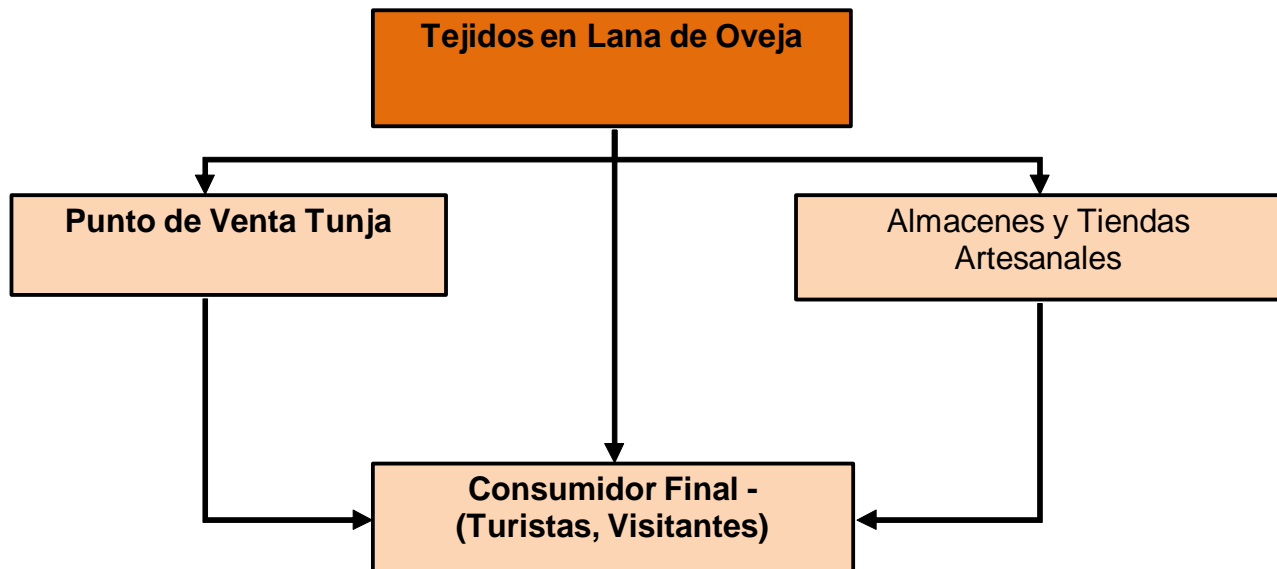 Tejidos en Lana de Oveja
Punto de Venta Tunja
Almacenes y Tiendas
Artesanales
Consumidor Final -
(Turistas, Visitantes)